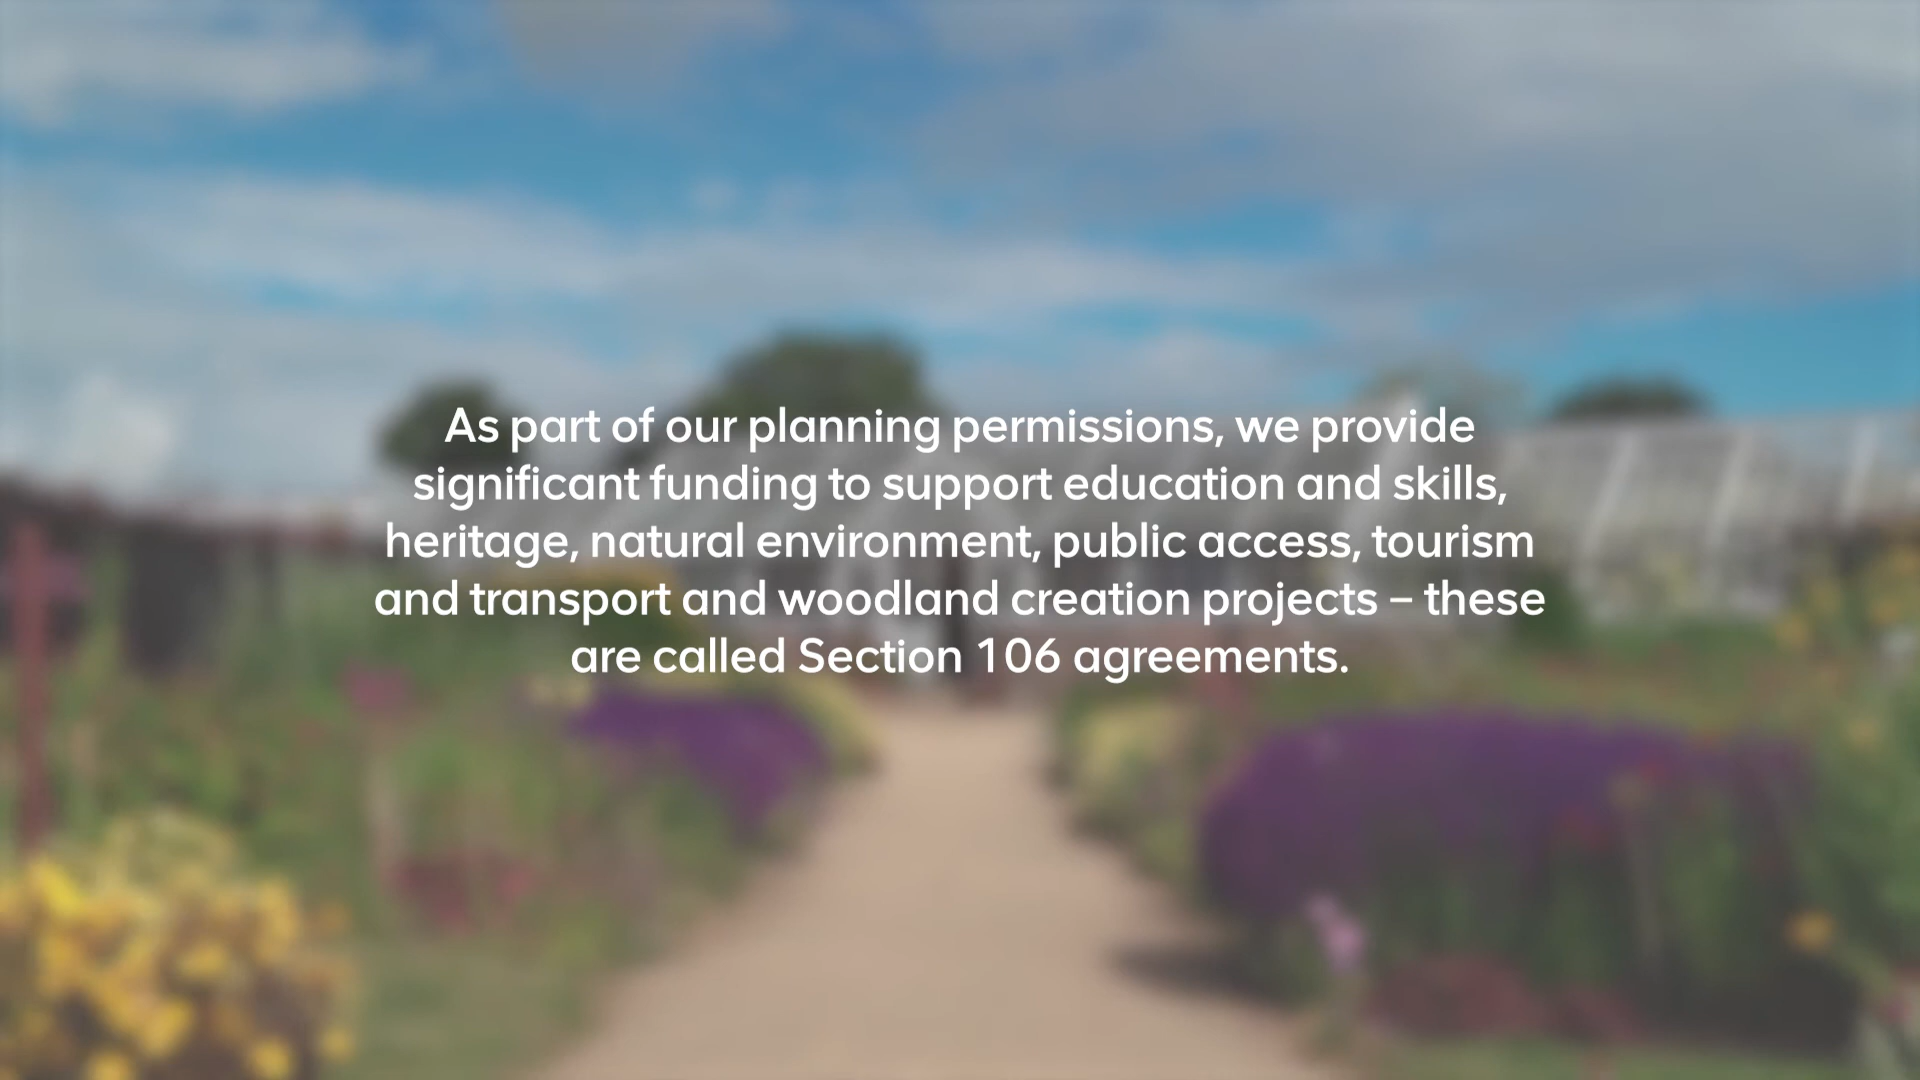 As part of our planning permissions, we provide
significant funding to support education and skills,
heritage, natural environment, public access, tourism
and transport and woodland creation projects – these
are called Section 106 agreements.